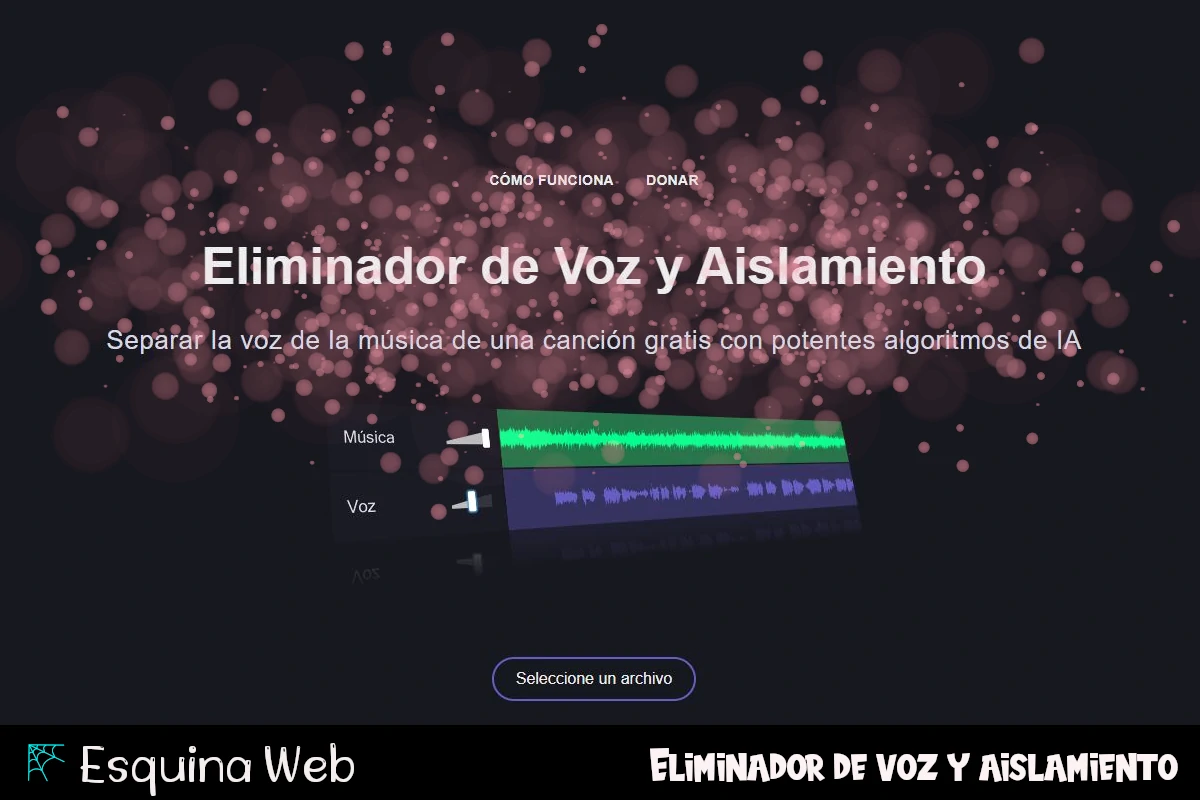 CÓMO FUNCIONA DONAR
Eliminador de Voz y Aislamiento
Separar la voz de la música de una canción gratis con potentes algoritmos de IA
Música
Voz
Voz
Seleccione un archivo
Esquina Web
Eliminador de Voz y Aislamiento